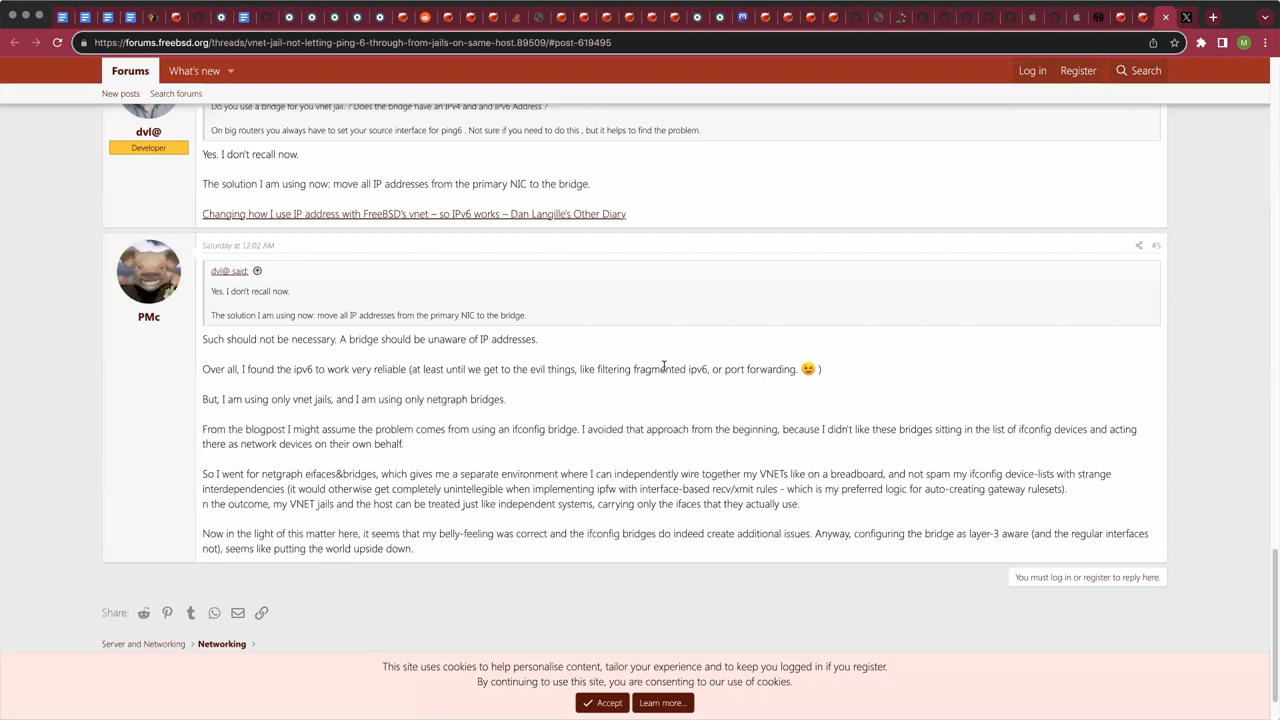 https://forums.freebsd.org/threads/vnet-jail-not-letting-ping-6-through-from-jails-on-same-host.89509/#post-619495
M
Forums
What's new
Log in
Register
Search
New posts
Search forums
Do you use a bridge for you vnet jail. ? Does the bridge have an IPv4 and and IPv6 Address ?
dvl@
Developer
On big routers you always have to set your source interface for ping6 . Not sure if you need to do this , but it helps to find the problem.
Yes. I don't recall now.
The solution I am using now: move all IP addresses from the primary NIC to the bridge.
Changing how I use IP address with FreeBSD's vnet – so IPv6 works – Dan Langille's Other Diary
Saturday at 12:02 AM
#5
PMc
dvl@ said:
Yes. I don't recall now.
The solution I am using now: move all IP addresses from the primary NIC to the bridge.
Such should not be necessary. A bridge should be unaware of IP addresses.
Over all, I found the ipv6 to work very reliable (at least until we get to the evil things, like filtering fragmented ipv6, or port forwarding. 😉 )
But, I am using only vnet jails, and I am using only netgraph bridges.
From the blogpost I might assume the problem comes from using an ifconfig bridge. I avoided that approach from the beginning, because I didn't like these bridges sitting in the list of ifconfig devices and acting
there as network devices on their own behalf.
So I went for netgraph eifaces&bridges, which gives me a separate environment where I can independently wire together my VNETs like on a breadboard, and not spam my ifconfig device-lists with strange
interdependencies (it would otherwise get completely unintellegible when implementing ipfw with interface-based recv/xmit rules - which is my preferred logic for auto-creating gateway rulesets).
n the outcome, my VNET jails and the host can be treated just like independent systems, carrying only the ifaces that they actually use.
Now in the light of this matter here, it seems that my belly-feeling was correct and the ifconfig bridges do indeed create additional issues. Anyway, configuring the bridge as layer-3 aware (and the regular interfaces
not), seems like putting the world upside down.
You must log in or register to reply here.
Share:
Server and Networking
Networking
This site uses cookies to help personalise content, tailor your experience and to keep you logged in if you register.
By continuing to use this site, you are consenting to our use of cookies.
Accept
Learn more…